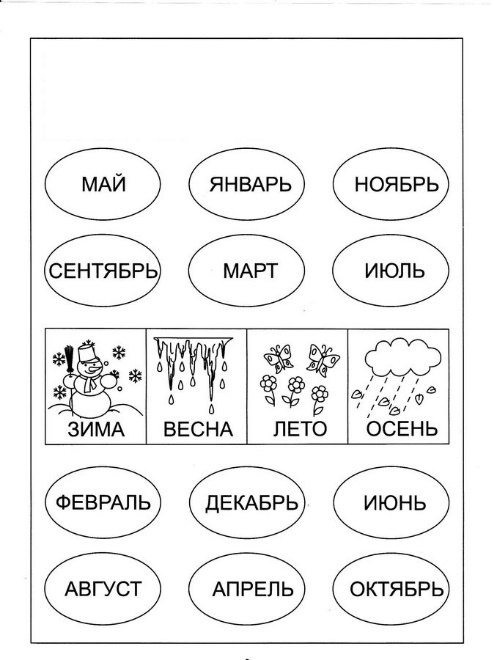 МАЙ ЯНВАРЬ НОЯБРЬ
СЕНТЯБРЬ МАРТ ИЮЛЬ
ЗИМА ВЕСНА ЛЕТО ОСЕНЬ
ФЕВРАЛЬ ДЕКАБРЬ ИЮНЬ
АВГУСТ АПРЕЛЬ ОКТЯБРЬ